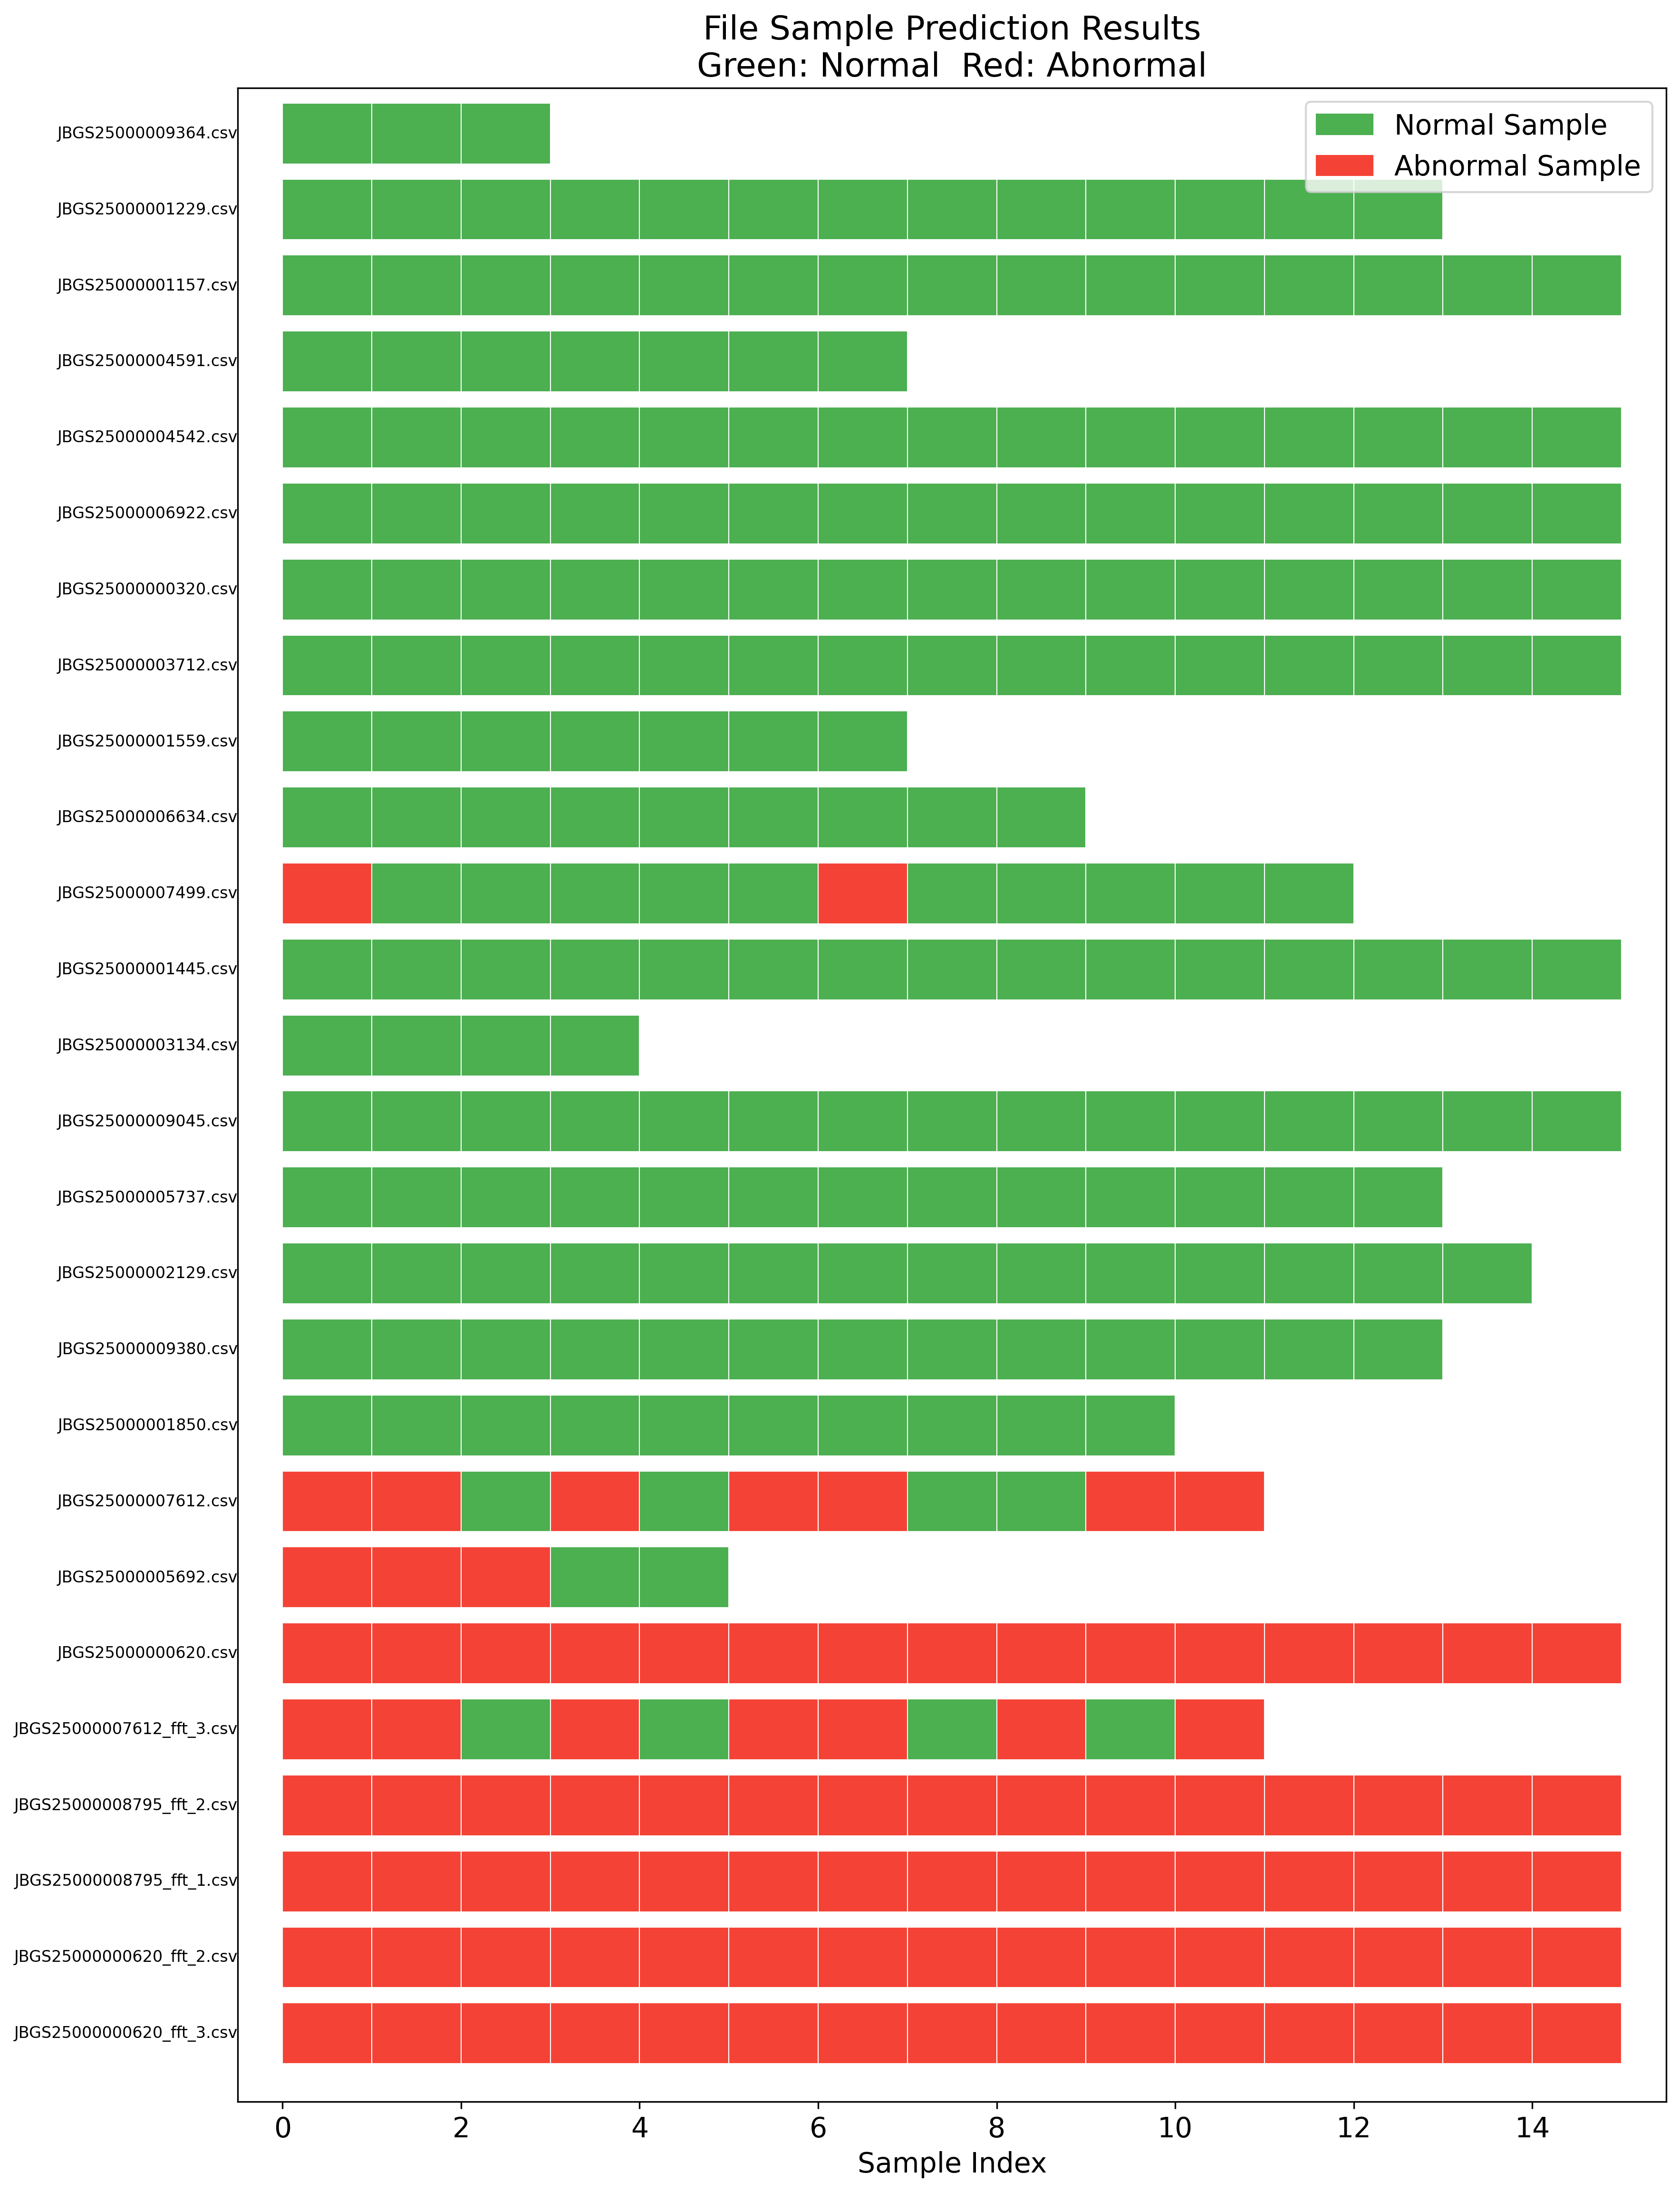 File Sample Prediction Results
Green: Normal  Red: Abnormal
Normal Sample
Abnormal Sample
JBGS25000009364.csv
JBGS25000001229.csv
JBGS25000001157.csv
JBGS25000004591.csv
JBGS25000004542.csv
JBGS25000006922.csv
JBGS25000000320.csv
JBGS25000003712.csv
JBGS25000001559.csv
JBGS25000006634.csv
JBGS25000007499.csv
JBGS25000001445.csv
JBGS25000003134.csv
JBGS25000009045.csv
JBGS25000005737.csv
JBGS25000002129.csv
JBGS25000009380.csv
JBGS25000001850.csv
JBGS25000007612.csv
JBGS25000005692.csv
JBGS25000000620.csv
JBGS25000007612_fft_3.csv
JBGS25000008795_fft_2.csv
JBGS25000008795_fft_1.csv
JBGS25000000620_fft_2.csv
JBGS25000000620_fft_3.csv
0 2 4 6 8 10 12 14
Sample Index